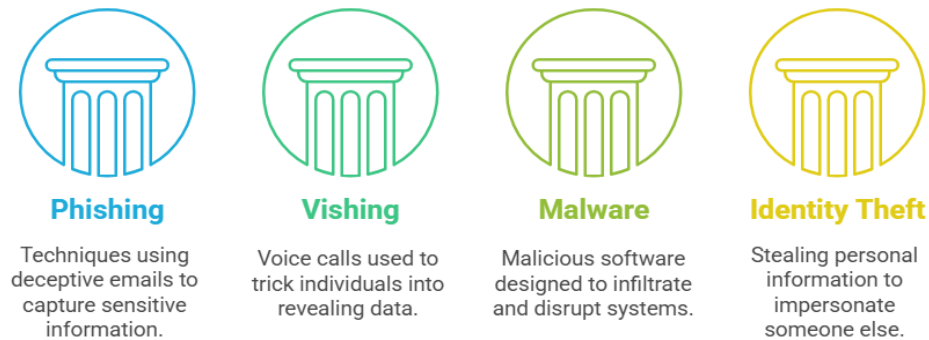 Phishing
Techniques using
deceptive emails to
capture sensitive
information.
Vishing
Voice calls used to
trick individuals into
revealing data.
Malware
Malicious software
designed to infiltrate
and disrupt systems.
Identity Theft
Stealing personal
information to
impersonate
someone else.